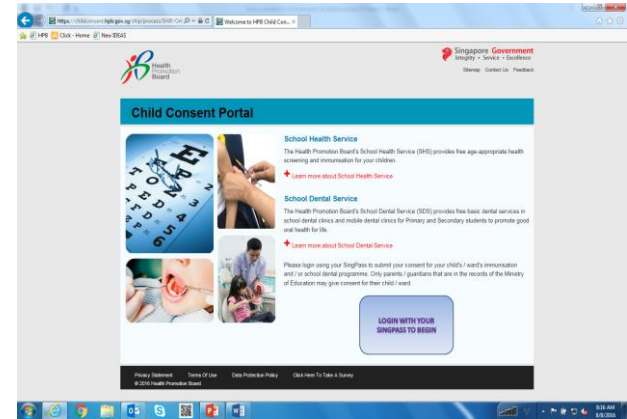 Welcome to HPB Child Con...
HPB Click - Home New IDEAS
Health
Promotion
Board
Singapore Government
Integrity • Service • Excellence
Sitemap Contact Us Feedback
Child Consent Portal
School Health Service
The Health Promotion Board's School Health Service (SHS) provides free age-appropriate health
screening and immunisation for your children.
Learn more about School Health Service
School Dental Service
The Health Promotion Board's School Dental Service (SDS) provides free basic dental services in
school dental clinics and mobile dental clinics for Primary and Secondary students to promote good
oral health for life.
Learn more about School Dental Service
Please login using your SingPass to submit your consent for your child's / ward's immunisation
and / or school dental programme. Only parents / guardians that are in the records of the Ministry
of Education may give consent for their child / ward.
LOGIN WITH YOUR
SINGPASS TO BEGIN
Privacy Statement Terms Of Use Data Protection Policy Click Here To Take A Survey
© 2016 Health Promotion Board
8:16 AM
8/8/2016